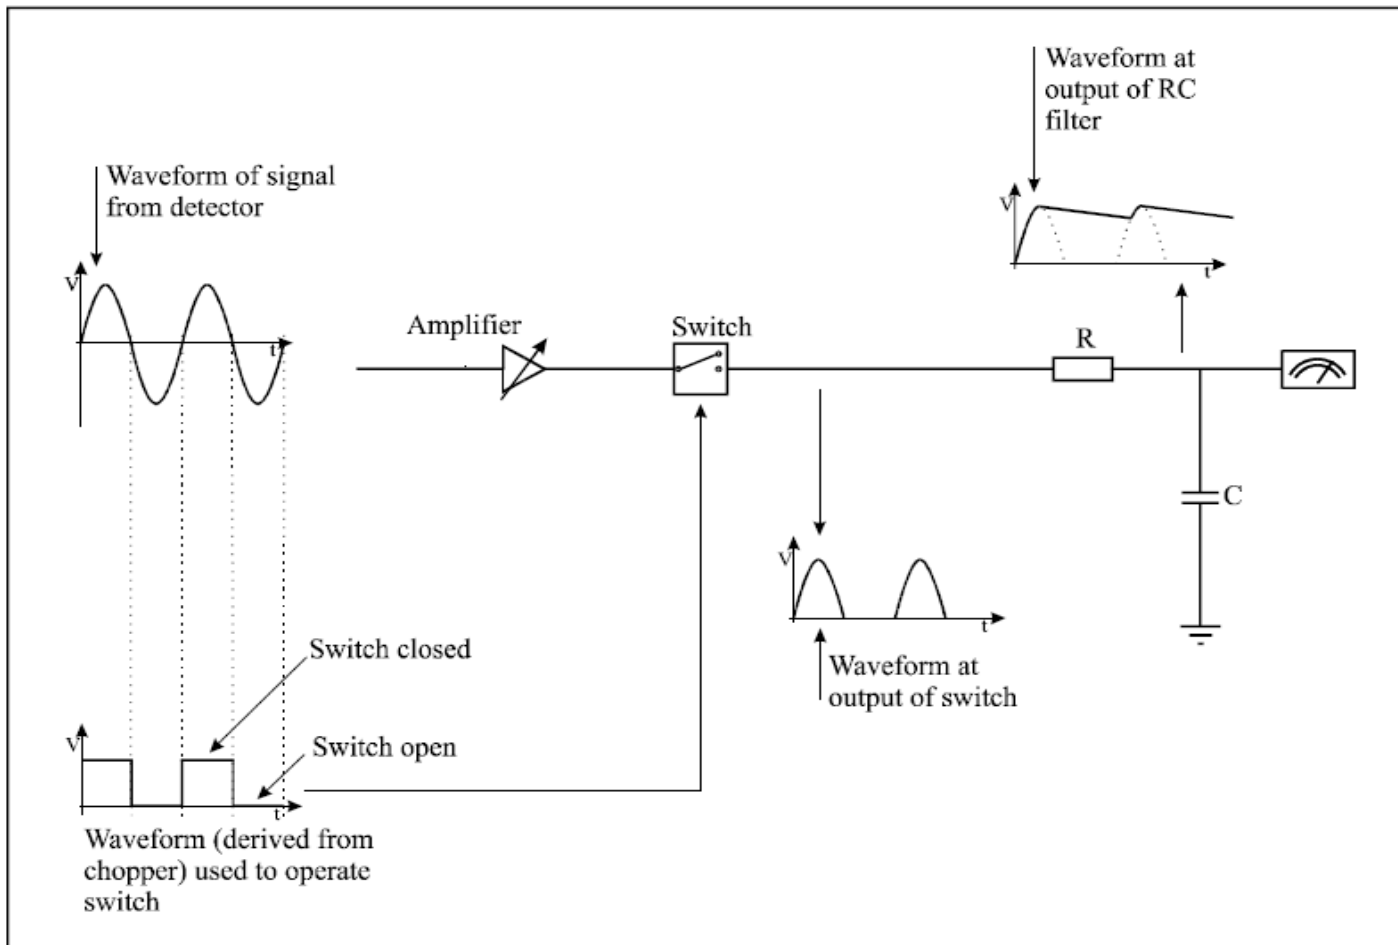 Waveform at
output of RC
filter
Waveform of signal
from detector
V
t
V
t
Amplifier
Switch
R
C
V
t
Waveform at
output of switch
Switch closed
Switch open
V
t
Waveform (derived from
chopper) used to operate
switch